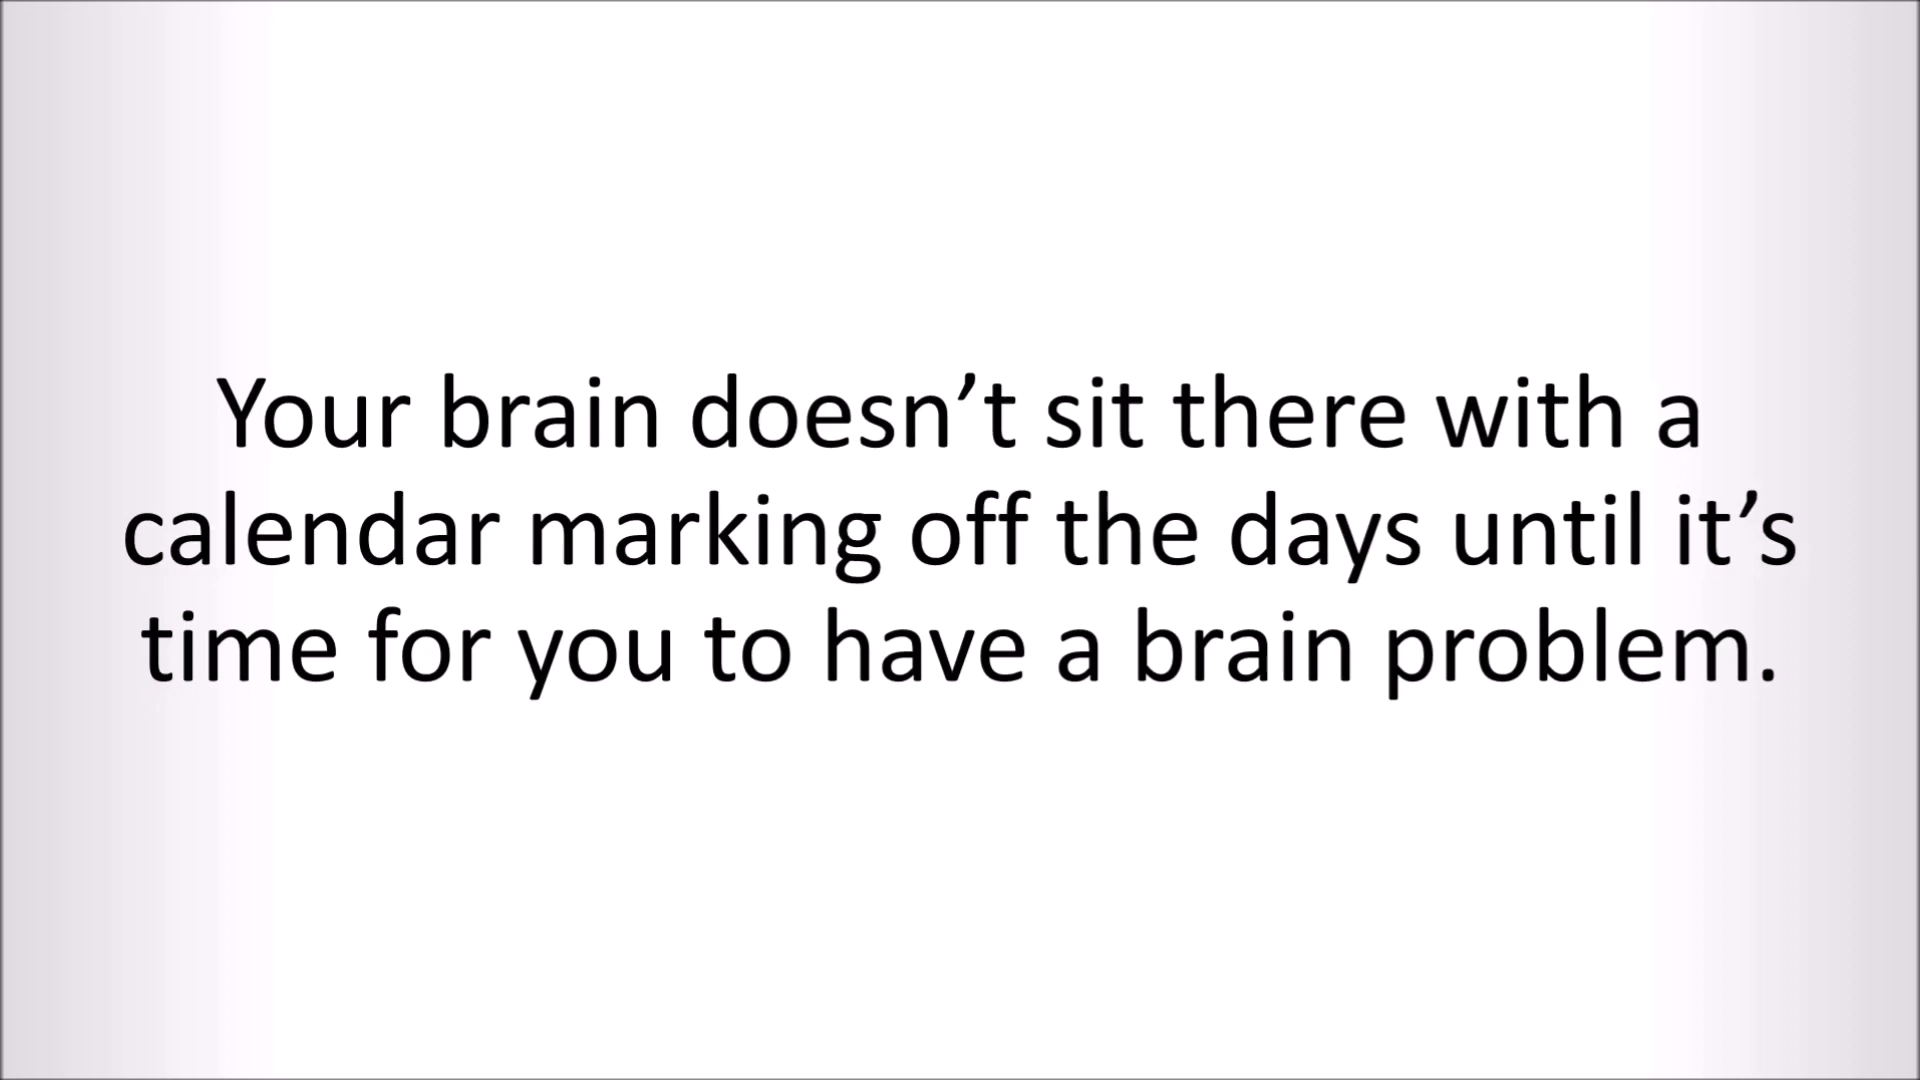 Your brain doesn’t sit there with a
calendar marking off the days until it’s
time for you to have a brain problem.